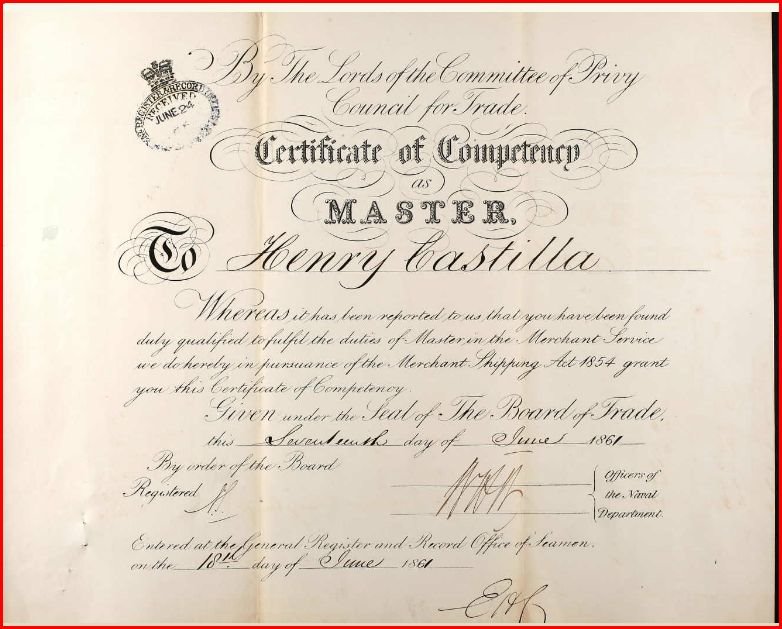 By The Lords of the Committee of Privy
Council for Trade.
RECEIVED
JUNE 24
Certificate of Competency
as
MASTER,
To Henry Castilla
Whereas it has been reported to us that you have been found
duly qualified to fulfil the duties of Master in the Merchant Service
we do hereby in pursuance of the Merchant Shipping Act 1854 grant
you this Certificate of Competency.
Given under the Seal of The Board of Trade,
this Seventeenth day of June 1861
By order of the Board
Registered
Officers of
the Naval
Department.
Entered at the General Register and Record Office of Seamen.
on the 18th day of June 1861